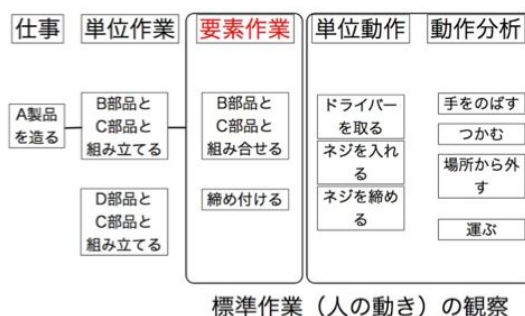 仕事
単位作業
要素作業
単位動作
動作分析
A製品
を造る
B部品と
C部品と
組み立てる
D部品と
C部品と
組み立てる
B部品と
C部品と
組み合せる
締め付ける
ドライバー
を取る
ネジを入れ
る
ネジを締め
る
手をのばす
つかむ
場所から外
す
運ぶ
標準作業（人の動き）の観察